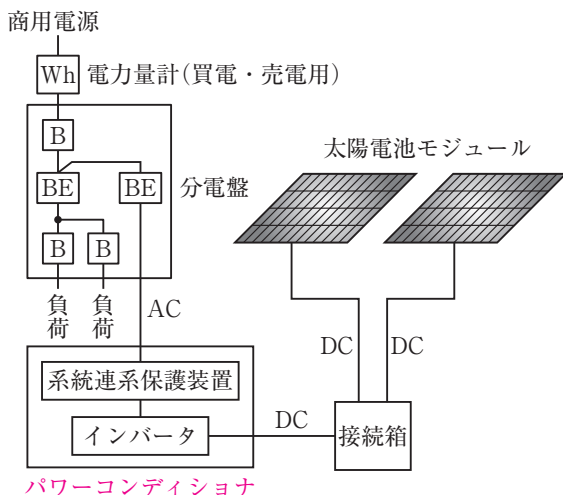 商用電源
Wh 電力量計(買電・売電用)
B
太陽電池モジュール
BE BE 分電盤
B B
負荷 負荷
AC
DC DC
系統連系保護装置
インバータ DC 接続箱
パワーコンディショナ